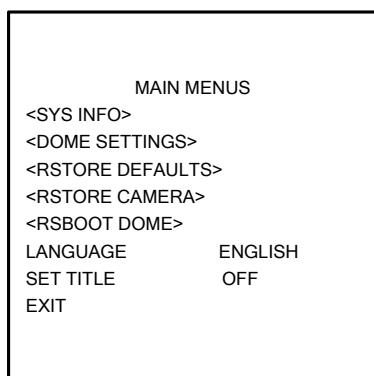 MAIN MENUS
<SYS INFO>
<DOME SETTINGS>
<RSTORE DEFAULTS>
<RSTORE CAMERA>
<RSBOOT DOME>
LANGUAGE ENGLISH
SET TITLE OFF
EXIT